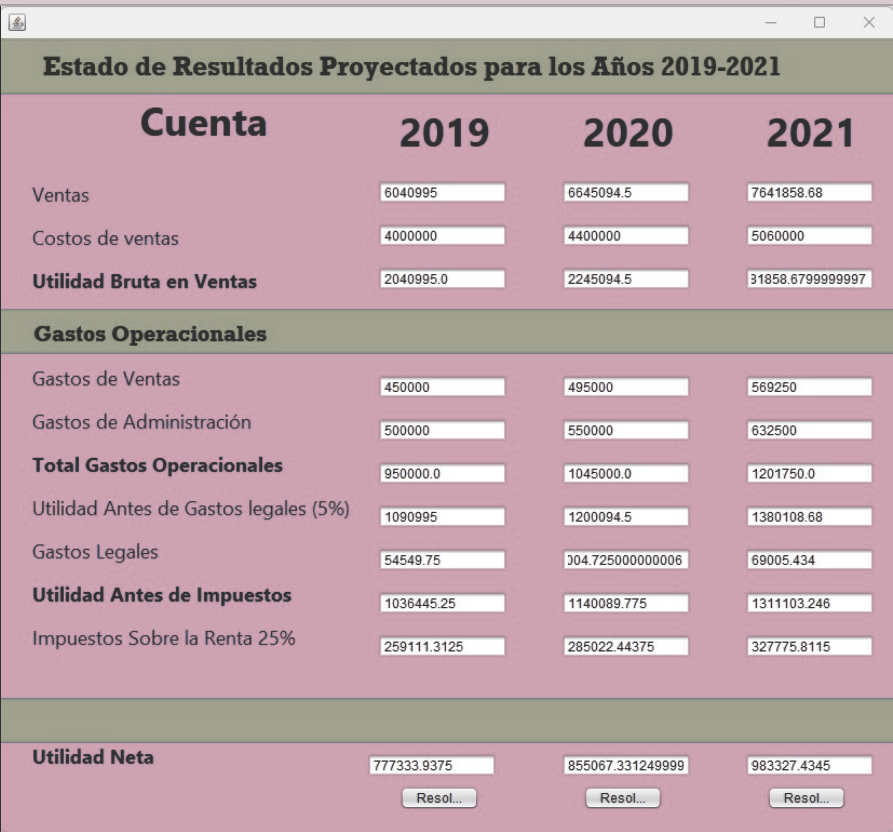 Estado de Resultados Proyectados para los Años 2019-2021
Cuenta 2019 2020 2021
Ventas 6040995 6645094.5 7641858.68
Costos de ventas 4000000 4400000 5060000
Utilidad Bruta en Ventas 2040995.0 2245094.5 31858.6799999997
Gastos Operacionales
Gastos de Ventas 450000 495000 569250
Gastos de Administración 500000 550000 632500
Total Gastos Operacionales 950000.0 1045000.0 1201750.0
Utilidad Antes de Gastos legales (5%) 1090995 1200094.5 1380108.68
Gastos Legales 54549.75 004.725000000006 69005.434
Utilidad Antes de Impuestos 1036445.25 1140089.775 1311103.246
Impuestos Sobre la Renta 25% 259111.3125 285022.44375 327775.8115
Utilidad Neta 777333.9375 855067.331249999 983327.4345
Resol... Resol... Resol...